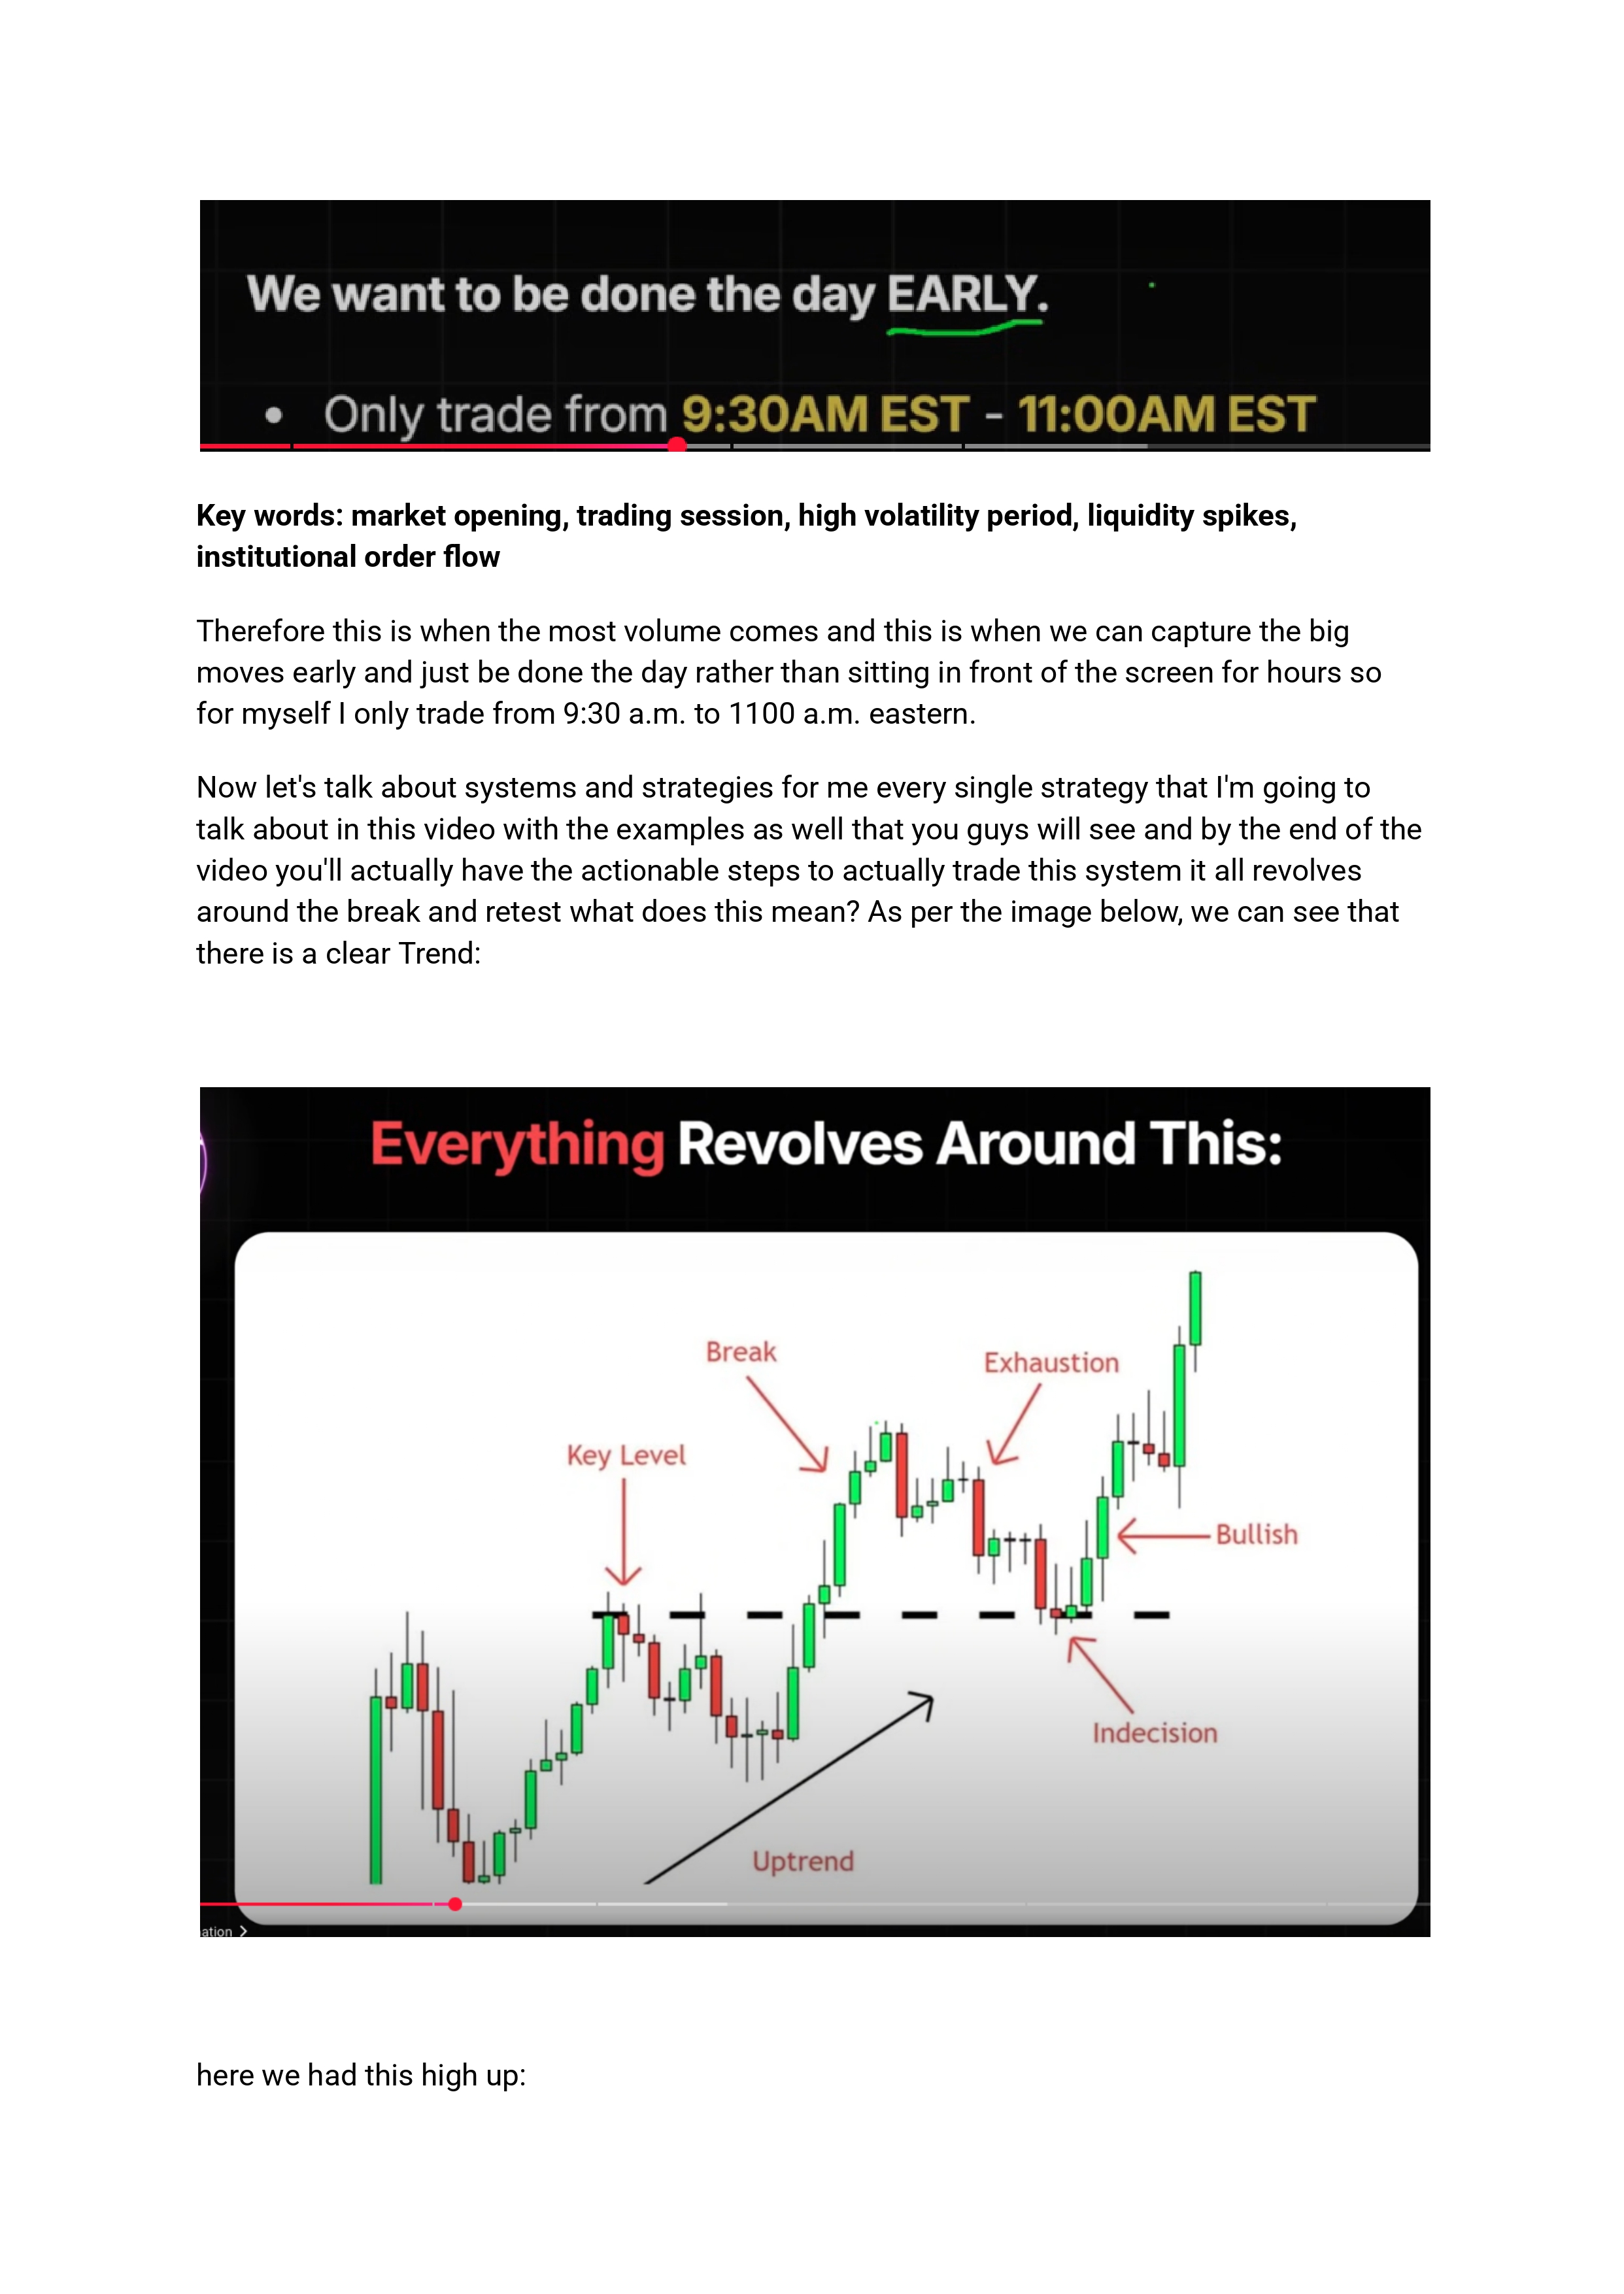 We want to be done the day EARLY.
• Only trade from 9:30AM EST - 11:00AM EST
Key words: market opening, trading session, high volatility period, liquidity spikes,
institutional order flow
Therefore this is when the most volume comes and this is when we can capture the big
moves early and just be done the day rather than sitting in front of the screen for hours so
for myself I only trade from 9:30 a.m. to 1100 a.m. eastern.
Now let's talk about systems and strategies for me every single strategy that I'm going to
talk about in this video with the examples as well that you guys will see and by the end of the
video you'll actually have the actionable steps to actually trade this system it all revolves
around the break and retest what does this mean? As per the image below, we can see that
there is a clear Trend:
Everything Revolves Around This:
Break
Exhaustion
Key Level
Bullish
Indecision
Uptrend
ation
here we had this high up: